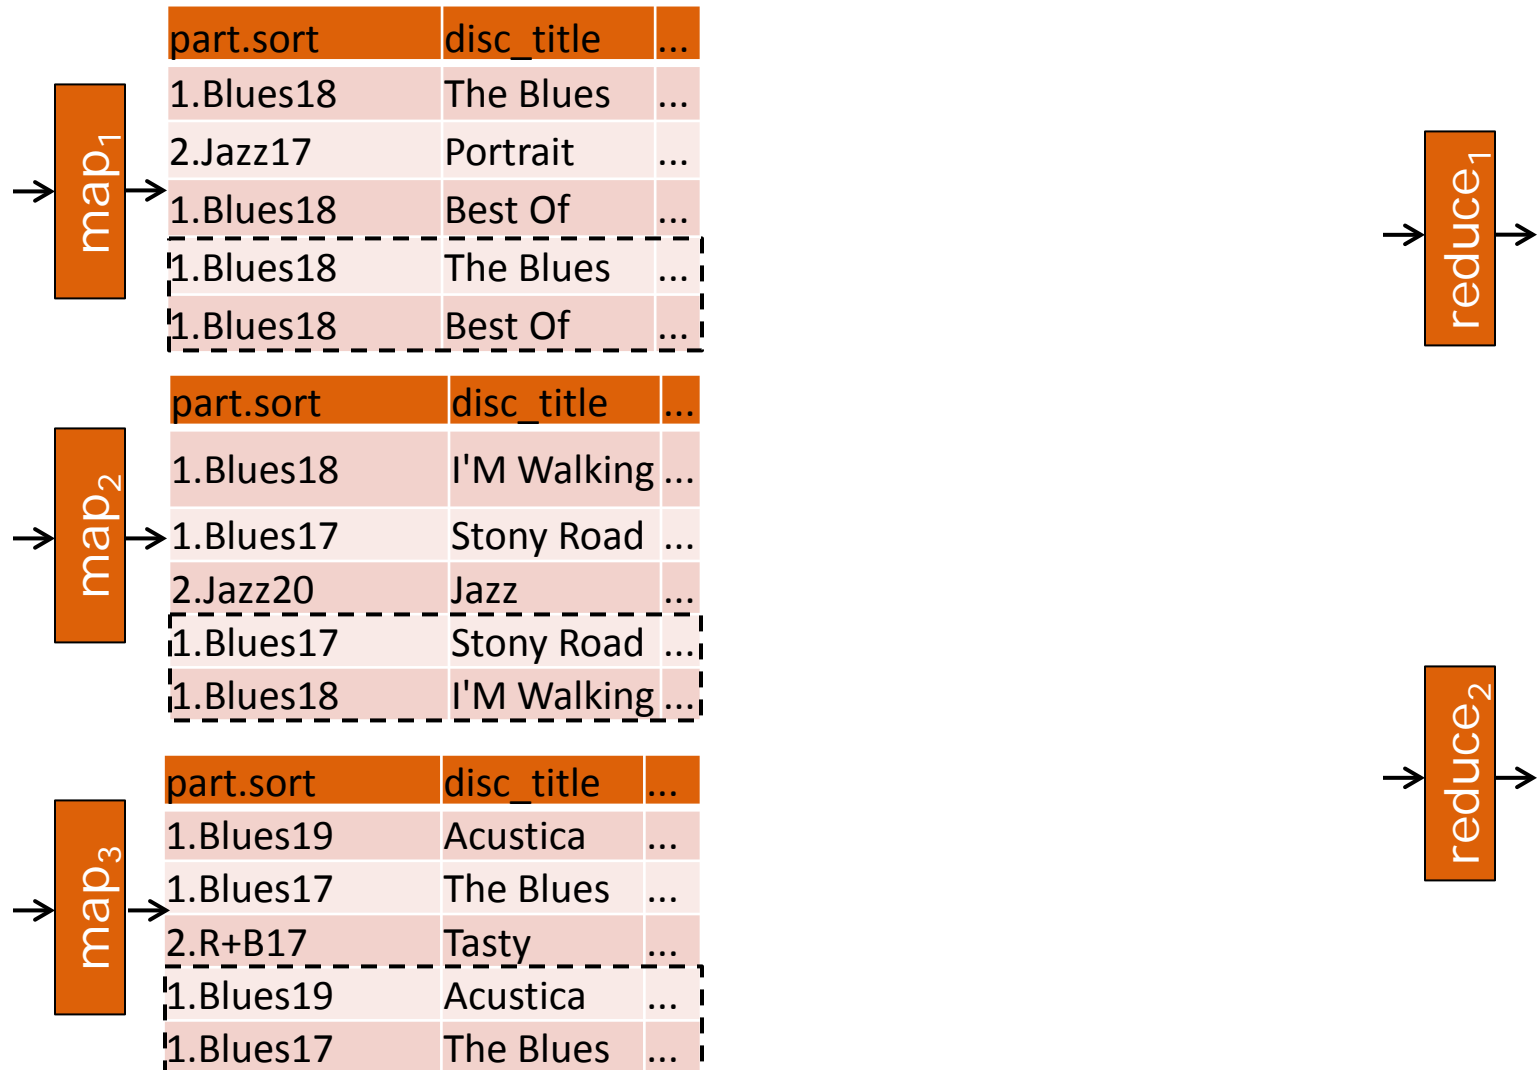 part.sort disc_title ...
1.Blues18 The Blues ...
2.Jazz17 Portrait ...
1.Blues18 Best Of ...
1.Blues18 The Blues ...
1.Blues18 Best Of ...
map1
part.sort disc_title ...
1.Blues18 I'M Walking ...
1.Blues17 Stony Road ...
2.Jazz20 Jazz ...
1.Blues17 Stony Road ...
1.Blues18 I'M Walking ...
map2
part.sort disc_title ...
1.Blues19 Acustica ...
1.Blues17 The Blues ...
2.R+B17 Tasty ...
1.Blues19 Acustica ...
1.Blues17 The Blues ...
map3
reduce1
reduce2